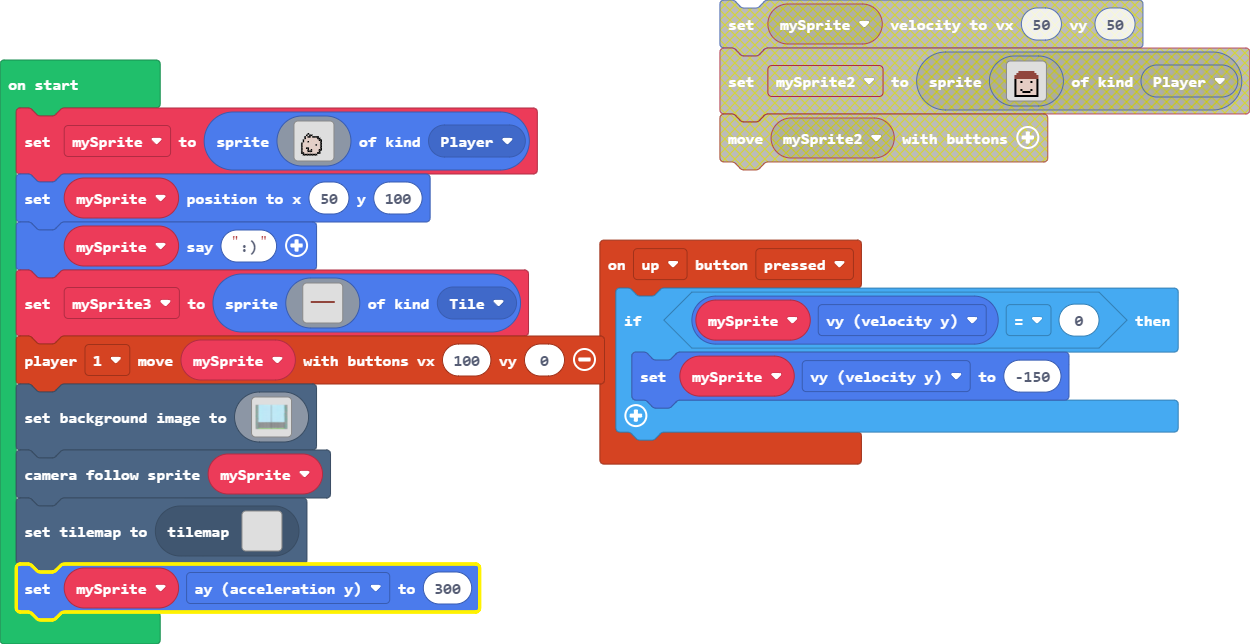 on start
set mySprite to sprite of kind Player
set mySprite position to x 50 y 100
mySprite say ":)"
set mySprite3 to sprite of kind Tile
player 1 move mySprite with buttons vx 100 vy 0
set background image to
camera follow sprite mySprite
set tilemap to tilemap
set mySprite ay (acceleration y) to 300
set mySprite velocity to vx 50 vy 50
set mySprite2 to sprite of kind Player
move mySprite2 with buttons
on up button pressed
if mySprite vy (velocity y) = 0 then
set mySprite vy (velocity y) to -150